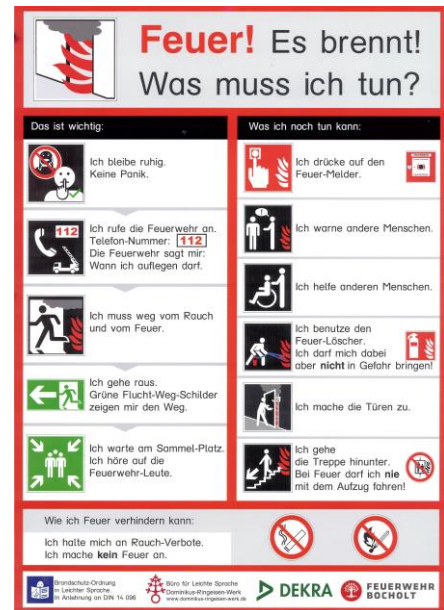 Feuer! Es brennt!
Was muss ich tun?
Das ist wichtig:
Ich bleibe ruhig.
Keine Panik.
112
Ich rufe die Feuerwehr an.
Telefon-Nummer: 112
Die Feuerwehr sagt mir:
Wann ich auflegen darf.
Ich muss weg vom Rauch
und vom Feuer.
Ich gehe raus.
Grüne Flucht-Weg-Schilder
zeigen mir den Weg.
Ich warte am Sammel-Platz.
Ich höre auf die
Feuerwehr-Leute.
Was ich noch tun kann:
Ich drücke auf den
Feuer-Melder.
Ich warne andere Menschen.
Ich helfe anderen Menschen.
Ich benutze den
Feuer-Löscher.
Ich darf mich dabei
aber nicht in Gefahr bringen!
Ich mache die Türen zu.
Ich gehe
die Treppe hinunter.
Bei Feuer darf ich nie
mit dem Aufzug fahren!
Wie ich Feuer verhindern kann:
Ich halte mich an Rauch-Verbote.
Ich mache kein Feuer an.
Brandschutz-Ordnung
in Leichter Sprache.
In Anlehnung an DIN 14 096
Büro für Leichte Sprache
Dominikus-Ringeisen-Werk
www.dominikus-ringeisen-werk.de
DEKRA
FEUERWEHR
BOCHOLT